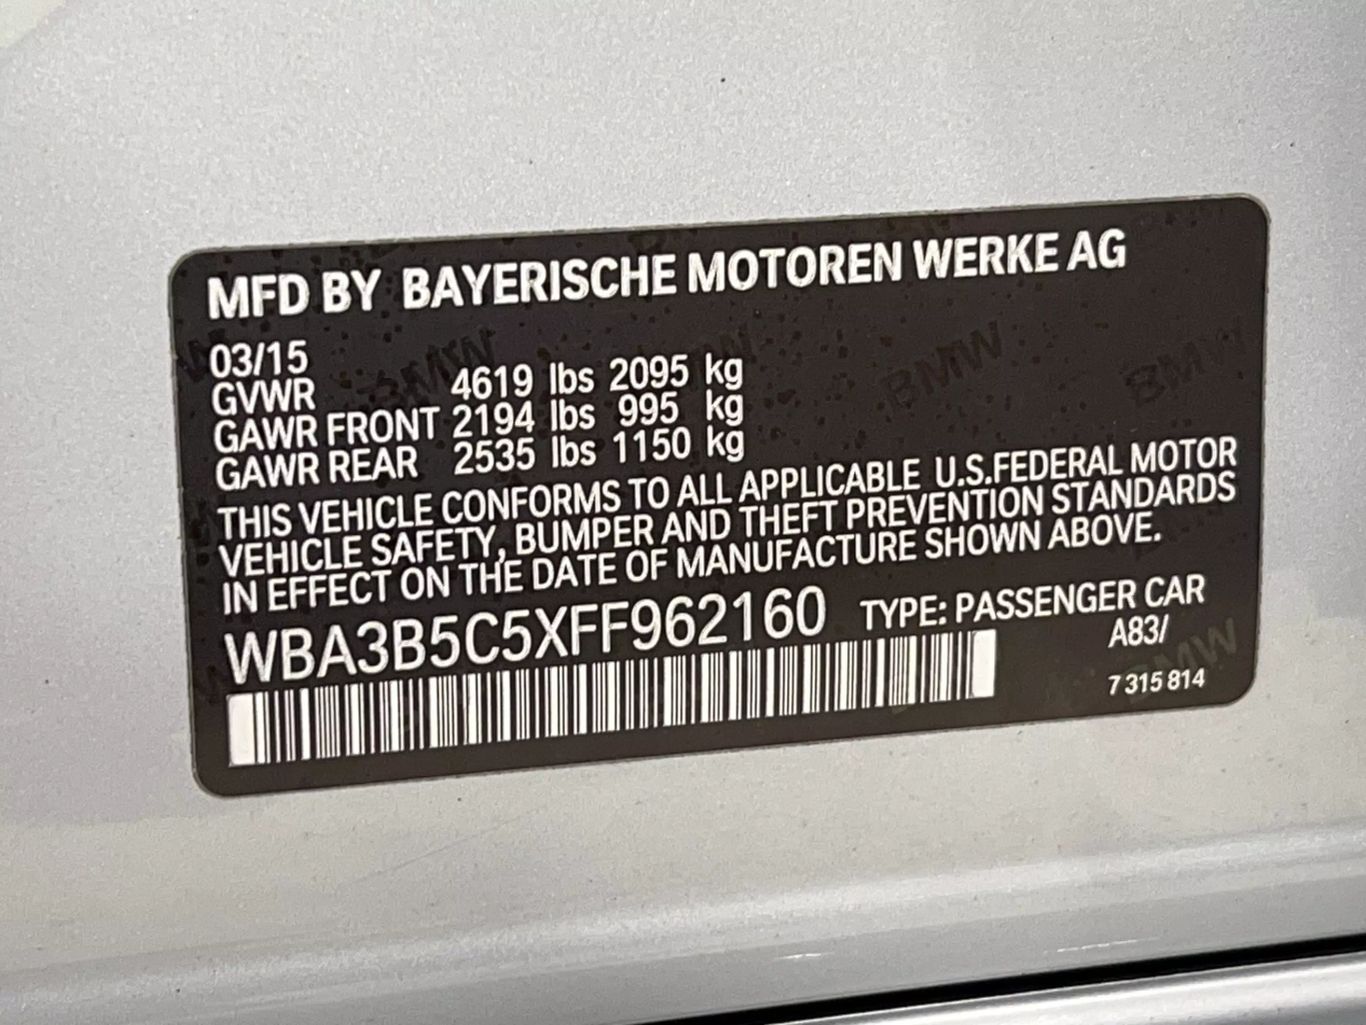 MFD BY BAYERISCHE MOTOREN WERKE AG
03/15
GVWR 4619 lbs 2095 kg
GAWR FRONT 2194 lbs 995 kg
GAWR REAR 2535 lbs 1150 kg
THIS VEHICLE CONFORMS TO ALL APPLICABLE U.S.FEDERAL MOTOR
VEHICLE SAFETY, BUMPER AND THEFT PREVENTION STANDARDS
IN EFFECT ON THE DATE OF MANUFACTURE SHOWN ABOVE.
WBA3B5C5XFF962160 TYPE: PASSENGER CAR
A83/
7 315 814